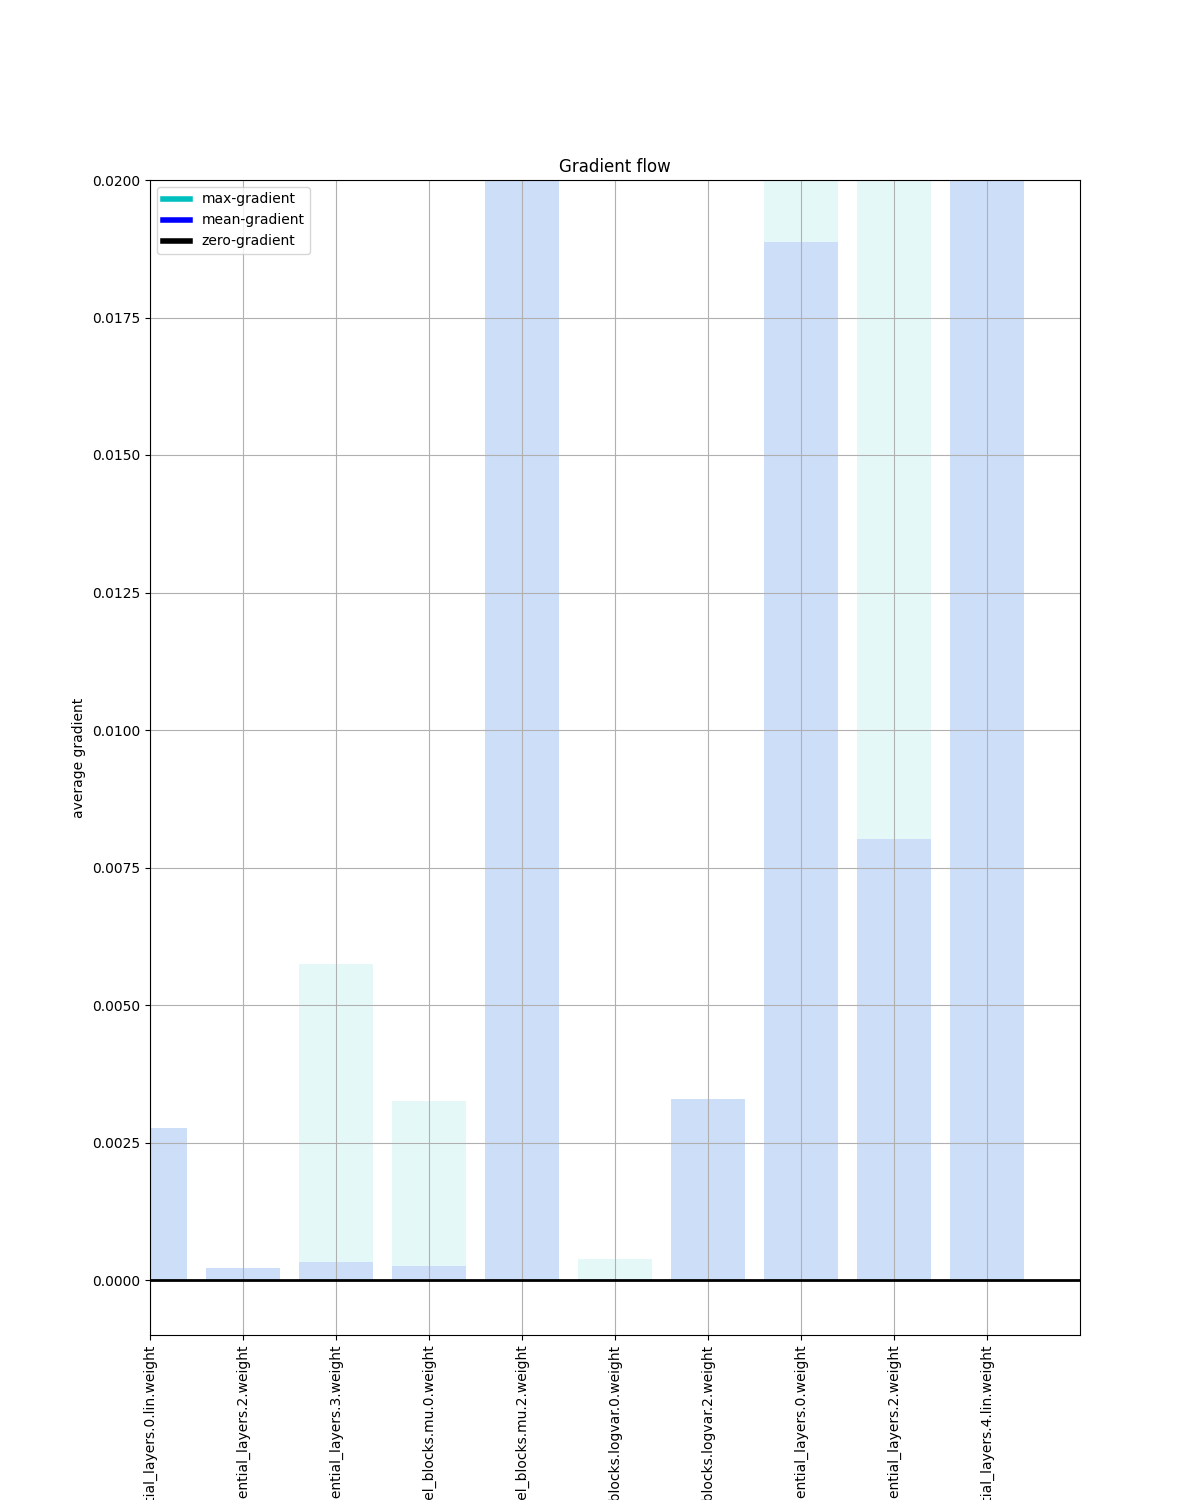 Gradient flow
max-gradient
mean-gradient
zero-gradient
0.0200
0.0175
0.0150
0.0125
0.0100
0.0075
0.0050
0.0025
0.0000
average gradient
tial_layers.0.lin.weight
ential_layers.2.weight
ential_layers.3.weight
el_blocks.mu.0.weight
el_blocks.mu.2.weight
blocks.logvar.0.weight
blocks.logvar.2.weight
ential_layers.0.weight
ential_layers.2.weight
tial_layers.4.lin.weight